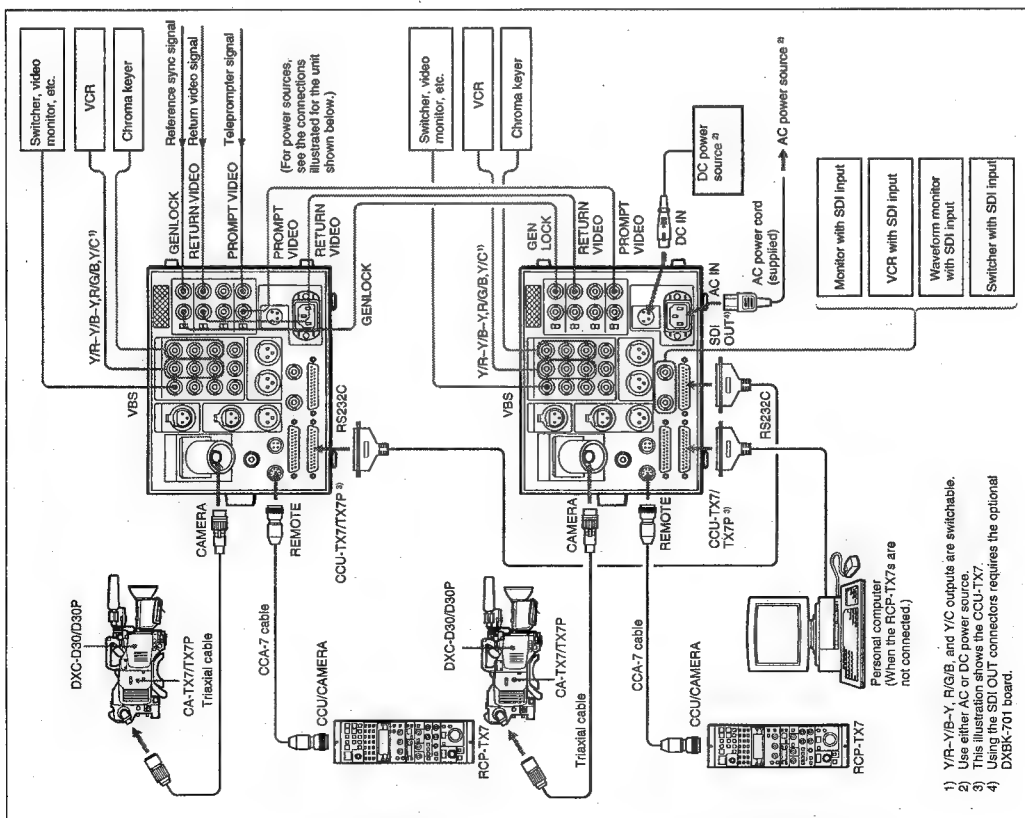 Switcher, video
monitor, etc.
VCR
Chroma keyer
Reference sync signal
Return video signal
Teleprompter signal
Y/R–Y/B–Y,R/G/B,Y/C 1)
GENLOCK
RETURN VIDEO
PROMPT VIDEO
(For power sources,
see the connections
illustrated for the unit
shown below.)
VBS
PROMPT
VIDEO
RETURN
VIDEO
GENLOCK
RS232C
CAMERA
REMOTE
CCU-TX7/TX7P 3)
DXC-D30/D30P
CA-TX7/TX7P
Triaxial cable
CCA-7 cable
CCU/CAMERA
RCP-TX7
Switcher, video
monitor, etc.
VCR
Chroma keyer
Y/R–Y/B–Y,R/G/B,Y/C 1)
GEN
LOCK
RETURN
VIDEO
PROMPT
VIDEO
VBS
DC IN
DC power
source 2)
AC IN
AC power cord
(supplied)
AC power source 2)
SDI
OUT 4)
RS232C
CAMERA
REMOTE
CCU-TX7/
TX7P 3)
DXC-D30/D30P
CA-TX7/TX7P
Triaxial cable
CCA-7 cable
CCU/CAMERA
RCP-TX7
Monitor with SDI input
VCR with SDI input
Waveform monitor
with SDI input
Switcher with SDI input
Personal computer
(When the RCP-TX7s are
not connected.)
1) Y/R–Y/B–Y, R/G/B, and Y/C outputs are switchable.
2) Use either AC or DC power source.
3) This illustration shows the CCU-TX7.
4) Using the SDI OUT connectors requires the optional
DXBK-701 board.